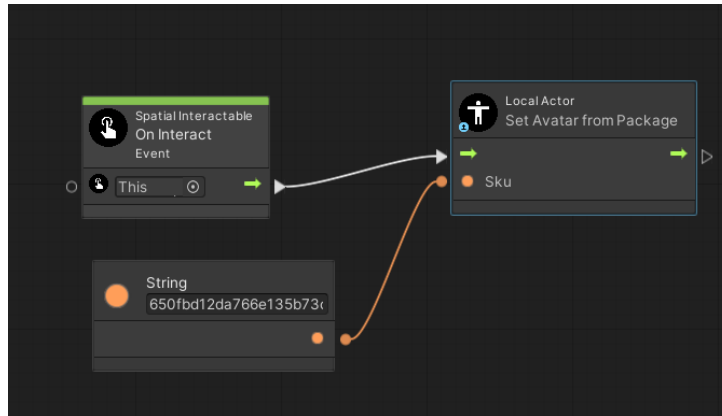 Spatial Interactable
On Interact
Event
This
Local Actor
Set Avatar from Package
Sku
String
650fbd12da766e135b73